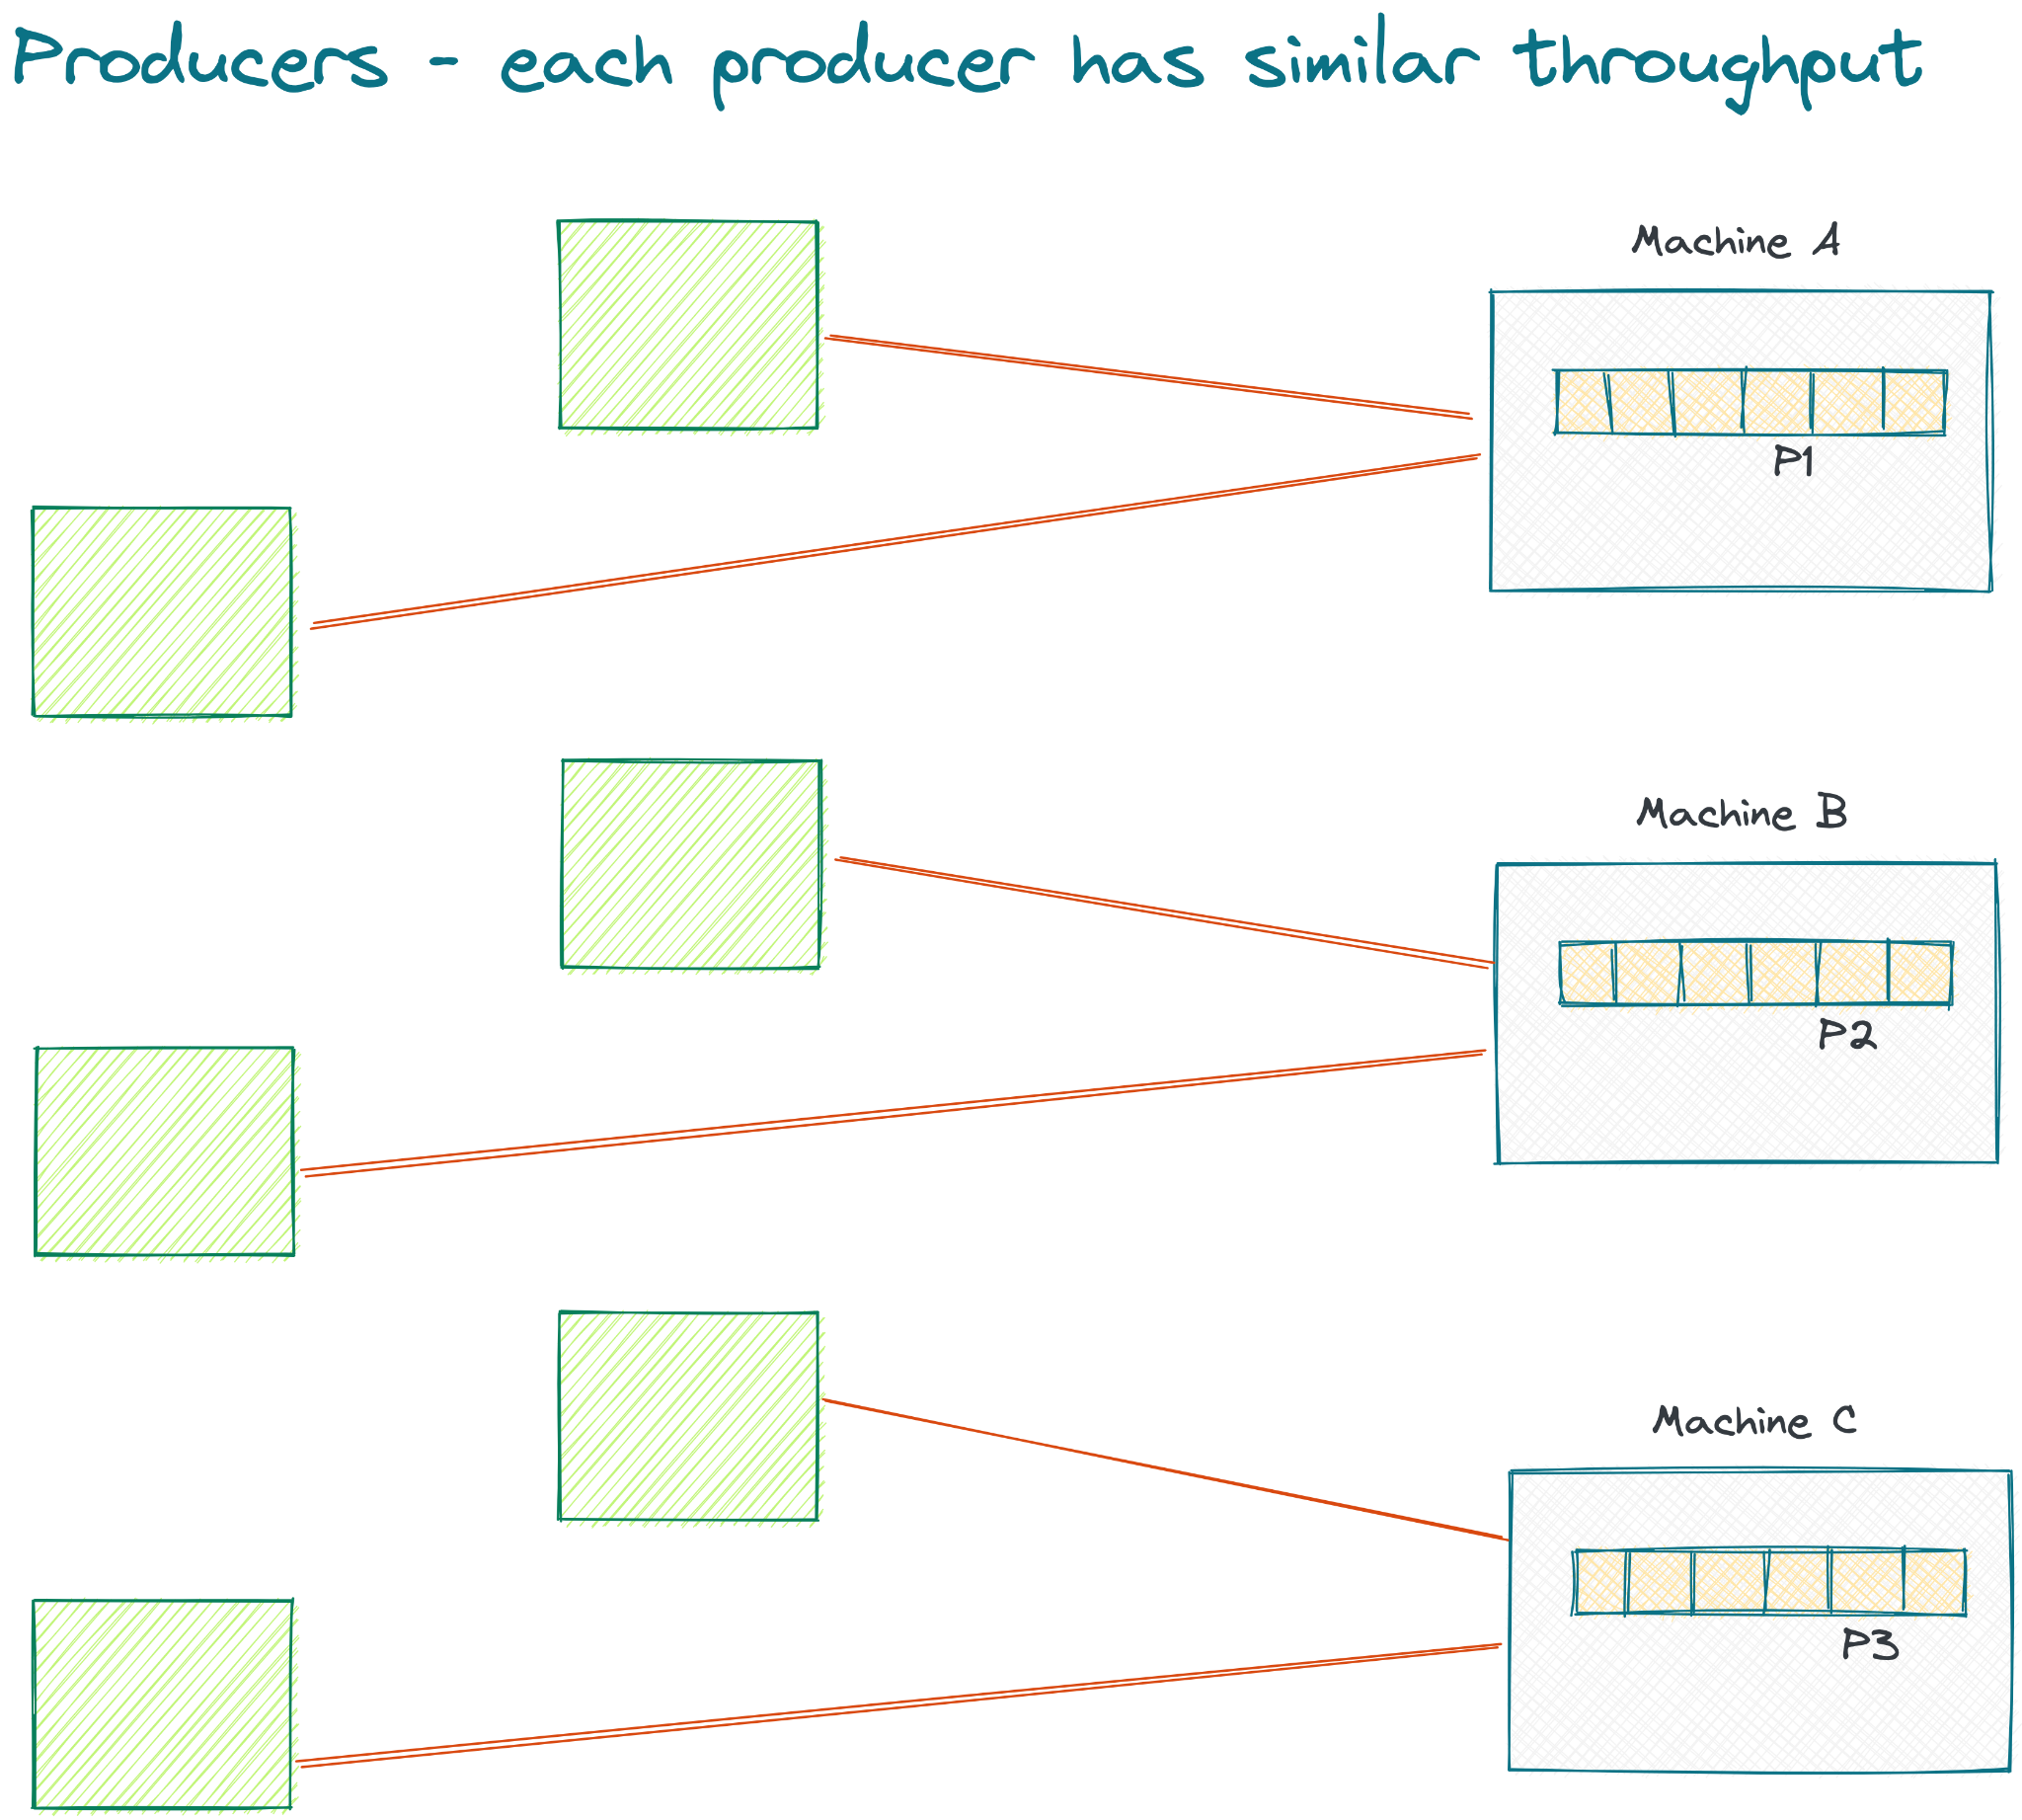 Producers - each producer has similar throughput
Machine A
P1
Machine B
P2
Machine C
P3